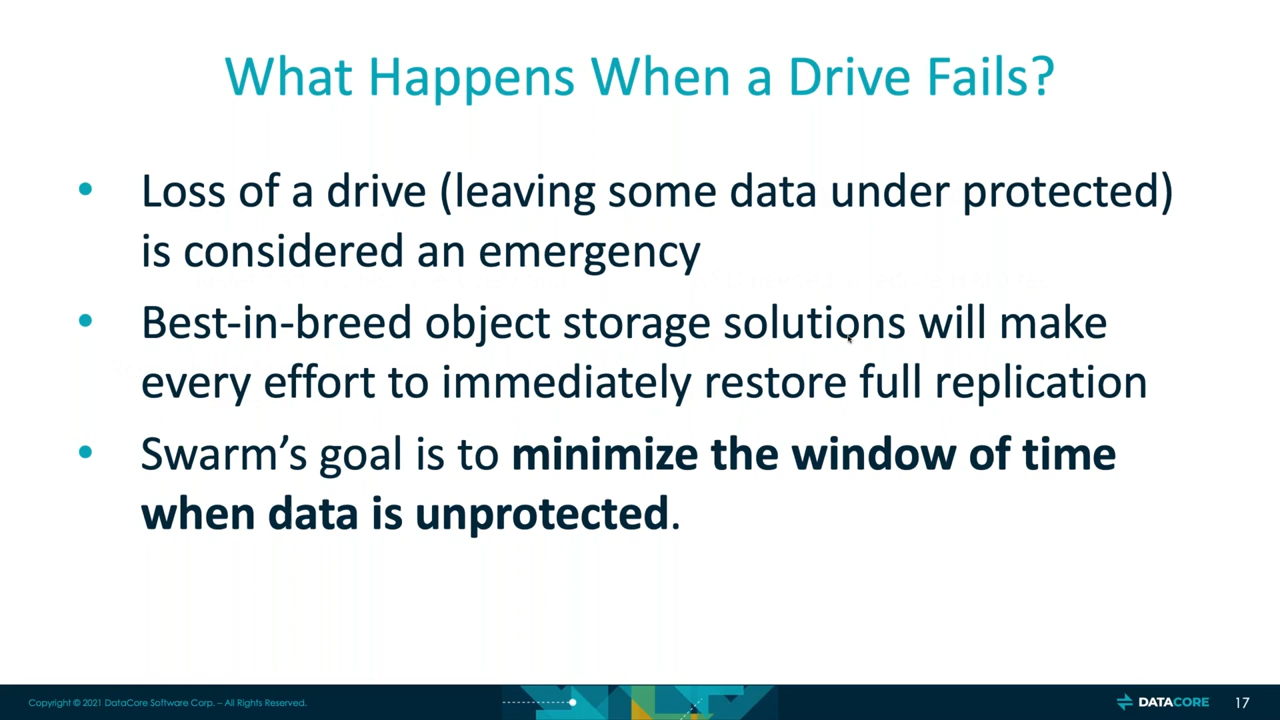 What Happens When a Drive Fails?
• Loss of a drive (leaving some data under protected)
is considered an emergency
• Best-in-breed object storage solutions will make
every effort to immediately restore full replication
• Swarm’s goal is to minimize the window of time
when data is unprotected.
Copyright © 2021 DataCore Software Corp. – All Rights Reserved.
DATACORE
17